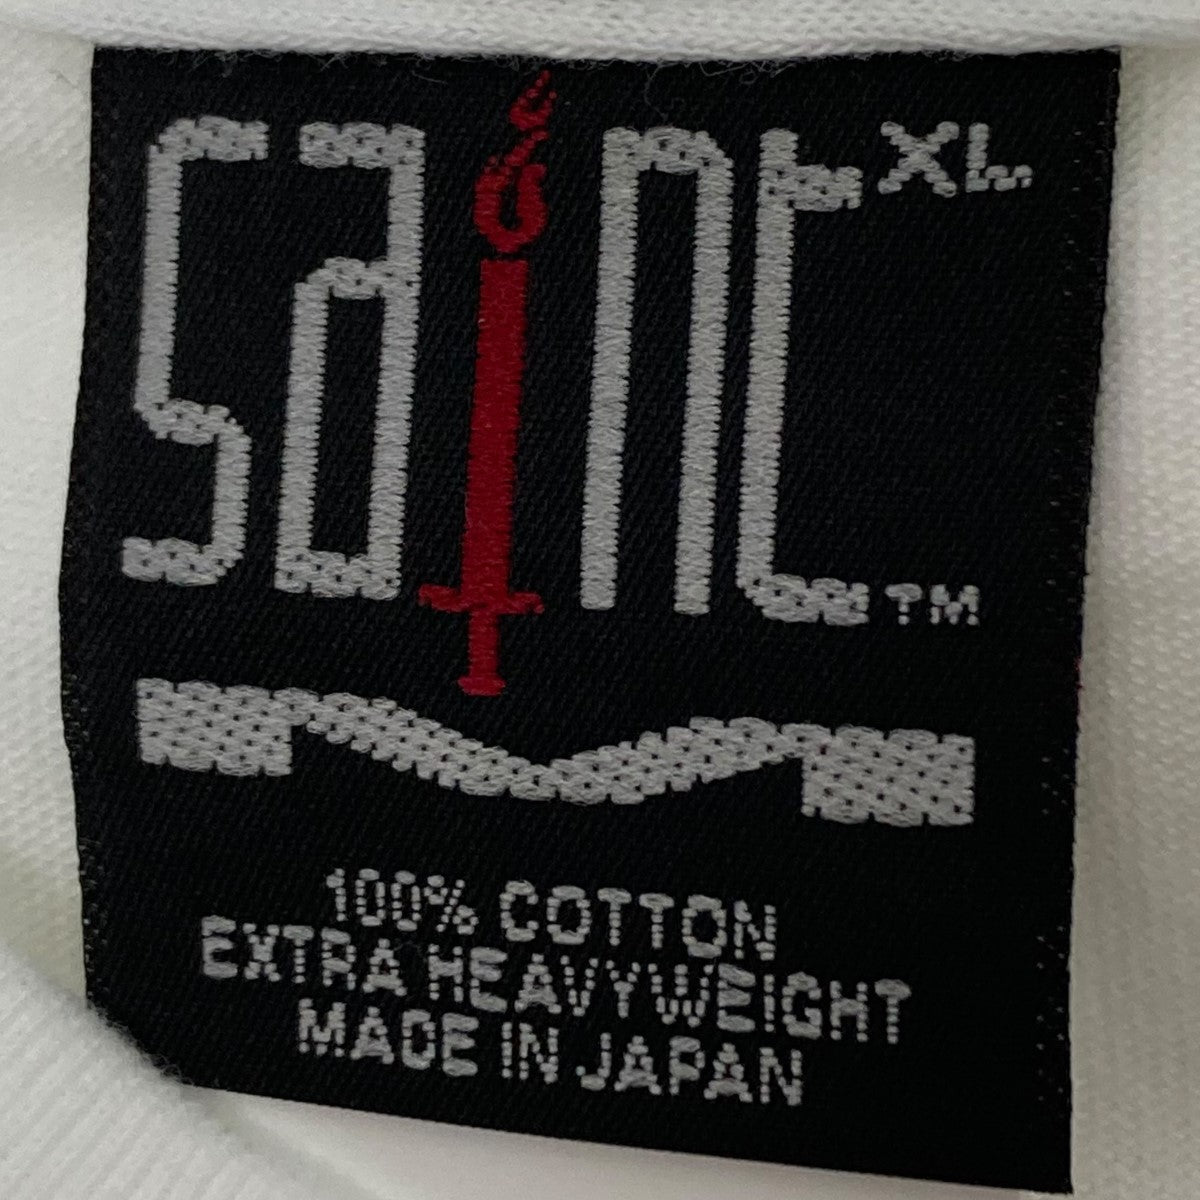 saint XL
TM
100% COTTON
EXTRA HEAVYWEIGHT
MADE IN JAPAN